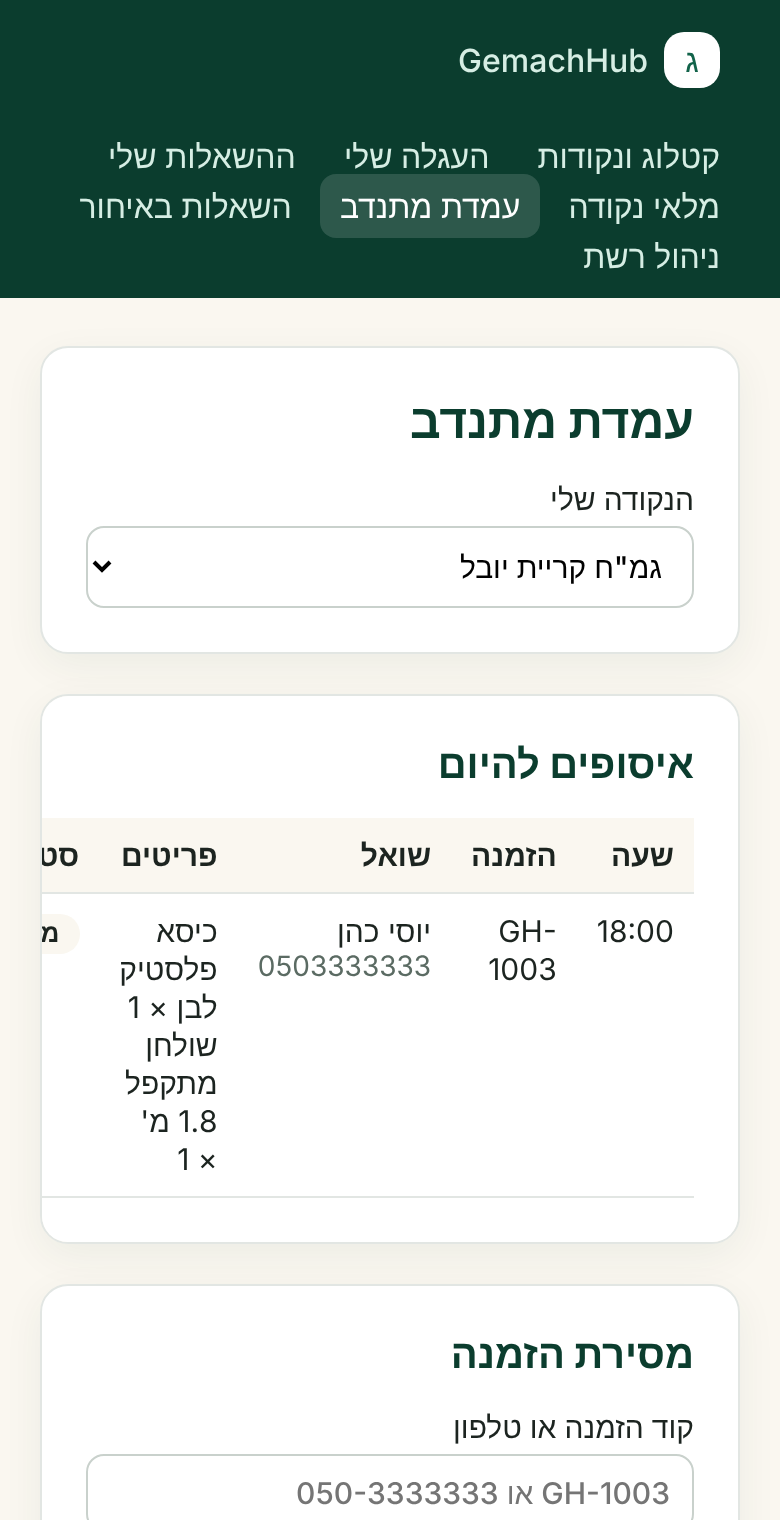 ג GemachHub
קטלוג ונקודות העגלה שלי ההשאלות שלי
מלאי נקודה עמדת מתנדב השאלות באיחור
ניהול רשת
עמדת מתנדב
הנקודה שלי
גמ"ח קריית יובל
איסופים להיום
שעה הזמנה שואל פריטים סט
18:00 GH- יוסי כהן כיסא מ
1003 0503333333 פלסטיק
לבן × 1
שולחן
מתקפל
1.8 מ'
× 1
מסירת הזמנה
קוד הזמנה או טלפון
GH-1003 או 050-3333333